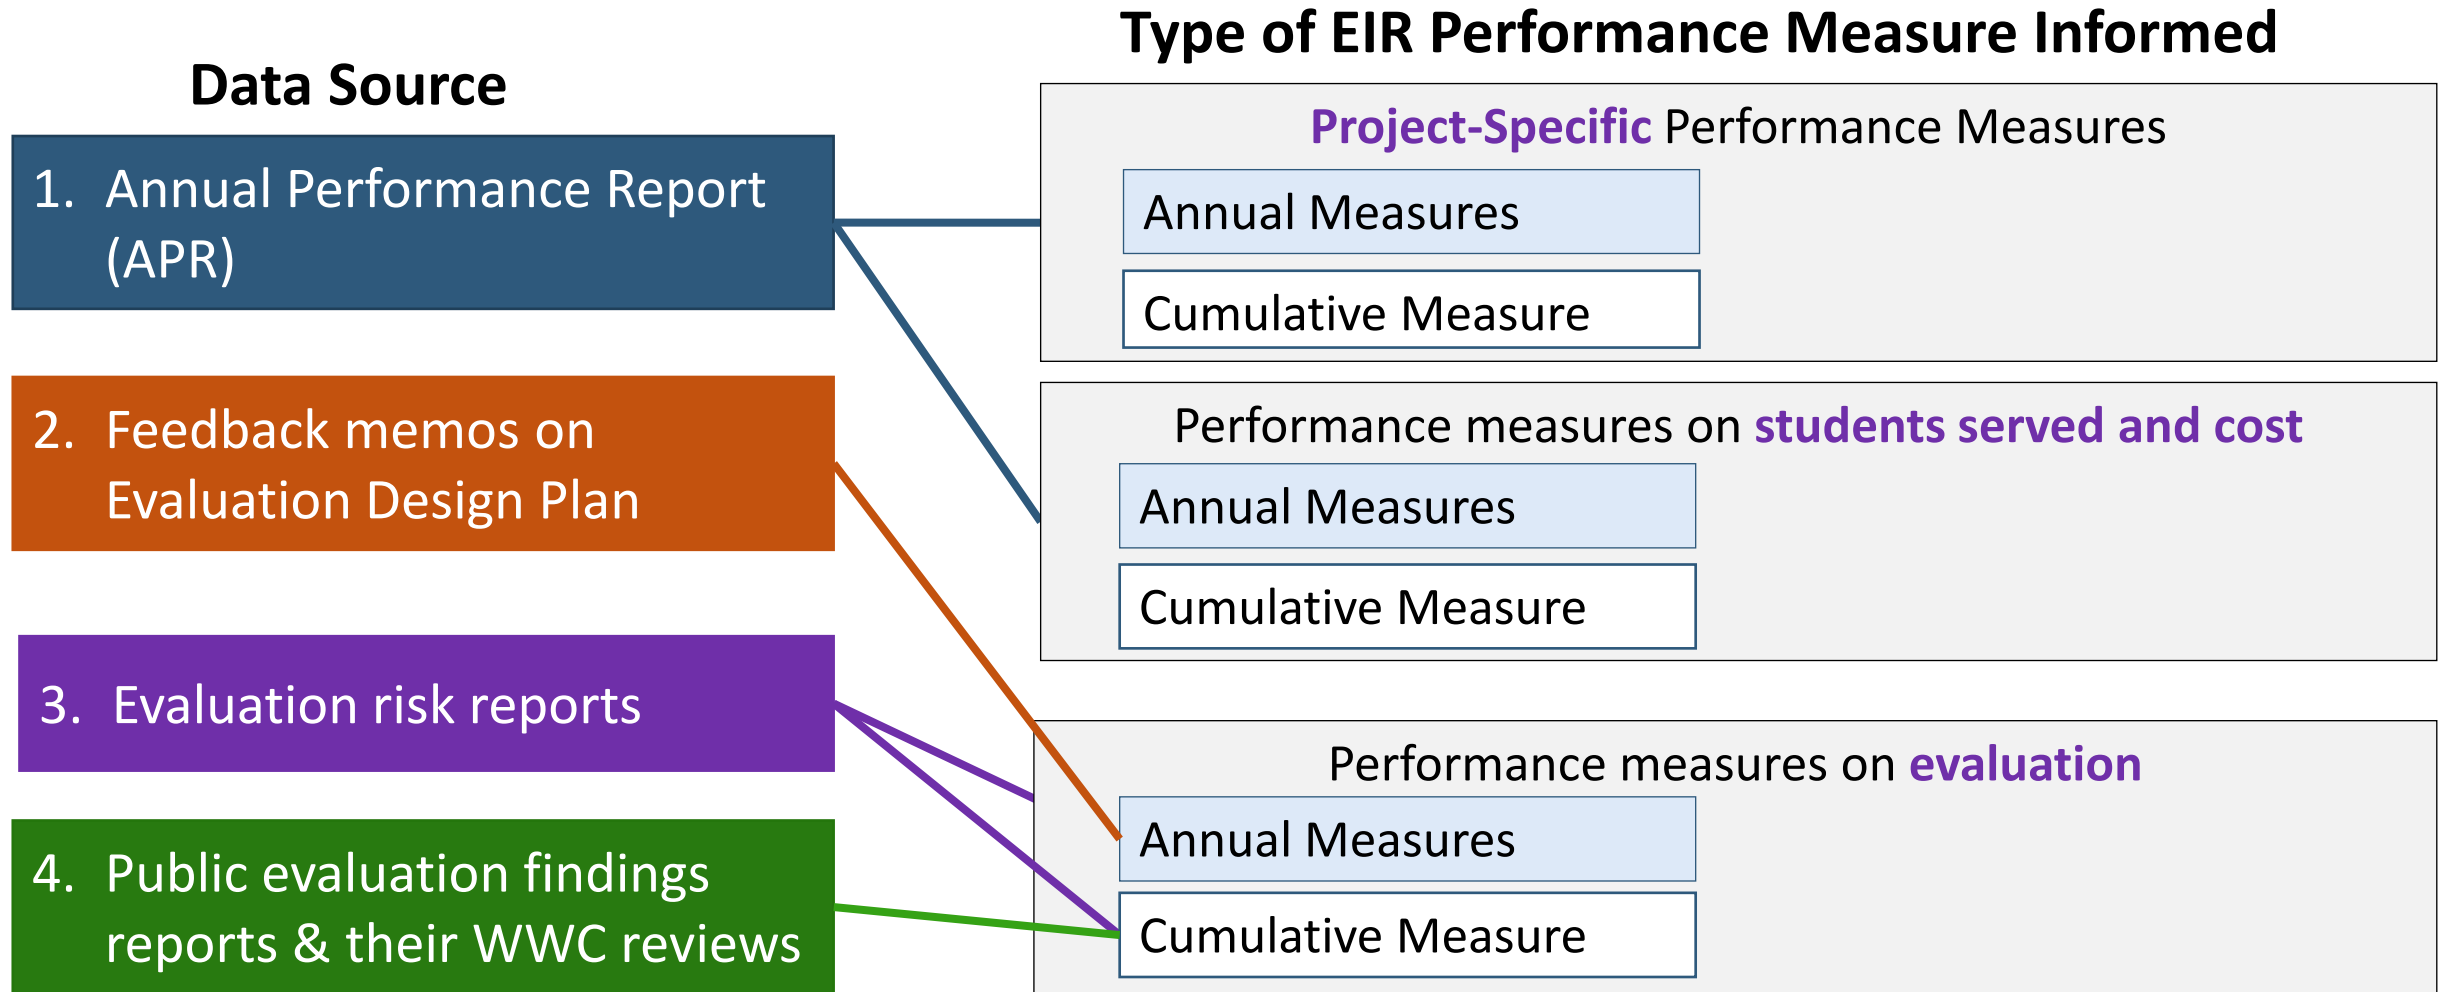 Type of EIR Performance Measure Informed
Data Source
1. Annual Performance Report
(APR)
2. Feedback memos on
Evaluation Design Plan
3. Evaluation risk reports
4. Public evaluation findings
reports & their WWC reviews
Project-Specific Performance Measures
Annual Measures
Cumulative Measure
Performance measures on students served and cost
Annual Measures
Cumulative Measure
Performance measures on evaluation
Annual Measures
Cumulative Measure